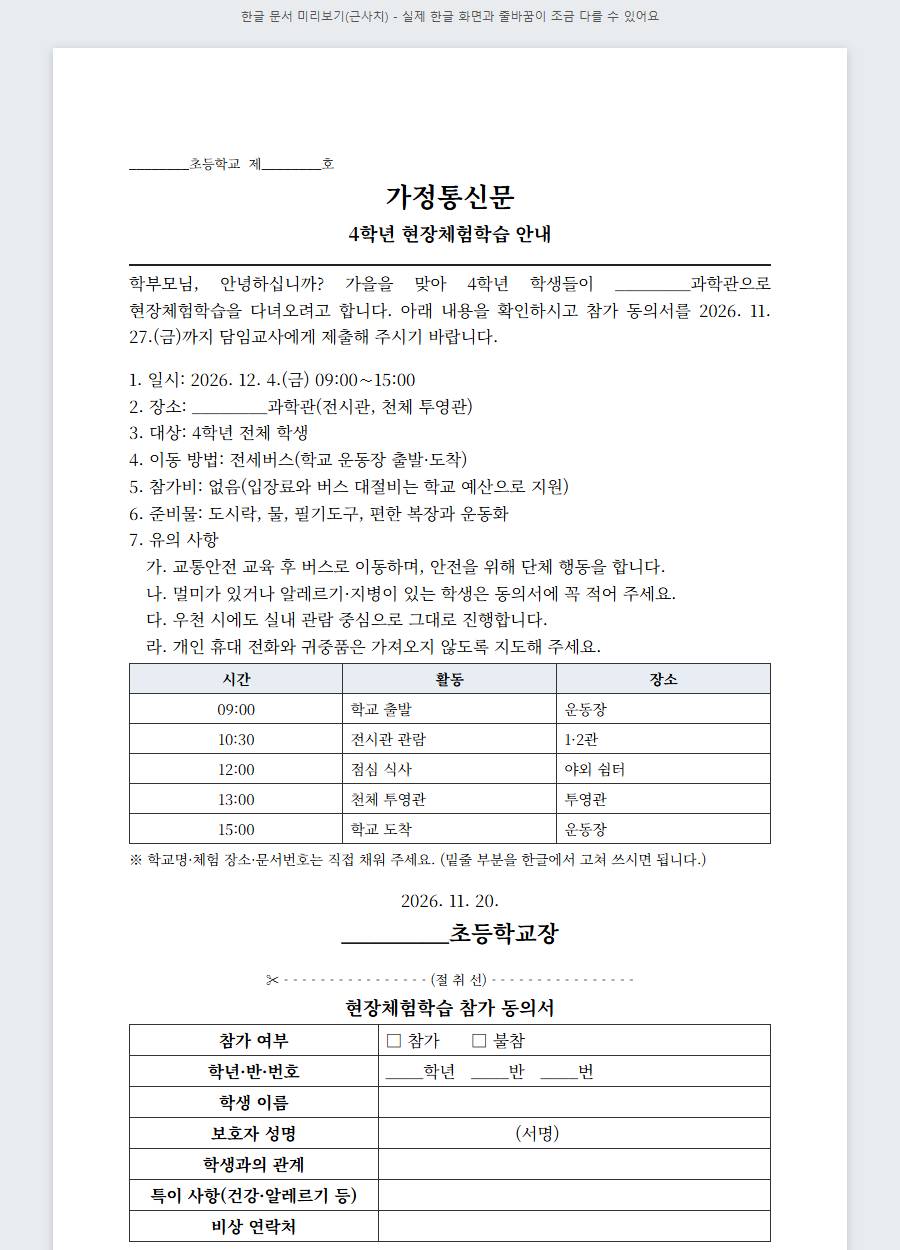 한글 문서 미리보기(근사치) - 실제 한글 화면과 줄바꿈이 조금 다를 수 있어요
________초등학교 제________호
가정통신문
4학년 현장체험학습 안내
학부모님, 안녕하십니까? 가을을 맞아 4학년 학생들이 ________과학관으로
현장체험학습을 다녀오려고 합니다. 아래 내용을 확인하시고 참가 동의서를 2026. 11.
27.(금)까지 담임교사에게 제출해 주시기 바랍니다.
1. 일시: 2026. 12. 4.(금) 09:00~15:00
2. 장소: ________과학관(전시관, 천체 투영관)
3. 대상: 4학년 전체 학생
4. 이동 방법: 전세버스(학교 운동장 출발·도착)
5. 참가비: 없음(입장료와 버스 대절비는 학교 예산으로 지원)
6. 준비물: 도시락, 물, 필기도구, 편한 복장과 운동화
7. 유의 사항
가. 교통안전 교육 후 버스로 이동하며, 안전을 위해 단체 행동을 합니다.
나. 멀미가 있거나 알레르기·지병이 있는 학생은 동의서에 꼭 적어 주세요.
다. 우천 시에도 실내 관람 중심으로 그대로 진행합니다.
라. 개인 휴대 전화와 귀중품은 가져오지 않도록 지도해 주세요.
시간 활동 장소
09:00 학교 출발 운동장
10:30 전시관 관람 1·2관
12:00 점심 식사 야외 쉼터
13:00 천체 투영관 투영관
15:00 학교 도착 운동장
※ 학교명·체험 장소·문서번호는 직접 채워 주세요. (밑줄 부분을 한글에서 고쳐 쓰시면 됩니다.)
2026. 11. 20.
________초등학교장
✂ - - - - - - - - - - - - - - - - (절 취 선) - - - - - - - - - - - - - - - -
현장체험학습 참가 동의서
참가 여부 □ 참가 □ 불참
학년·반·번호 ____학년 ____반 ____번
학생 이름
보호자 성명 (서명)
학생과의 관계
특이 사항(건강·알레르기 등)
비상 연락처